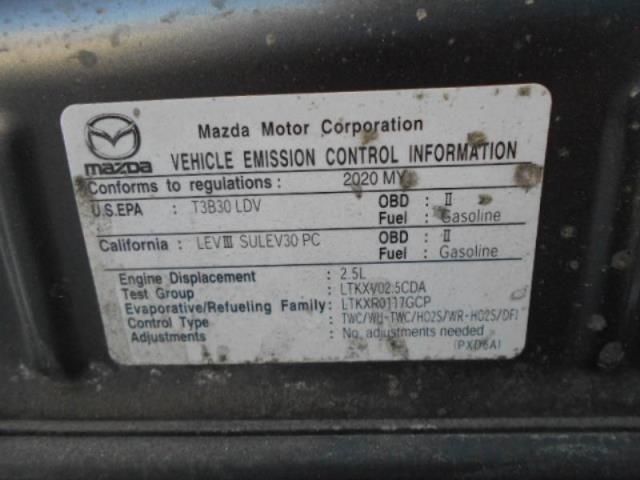 Mazda Motor Corporation
mazda VEHICLE EMISSION CONTROL INFORMATION
Conforms to regulations : 2020 MY
U.S.EPA : T3B30 LDV OBD : II
Fuel : Gasoline
California : LEVIII SULEV30 PC OBD : II
Fuel : Gasoline
Engine Displacement : 2.5L
Test Group : LTKXV02.5CDA
Evaporative/Refueling Family: LTKXR0117GCP
Control Type : TWC/WU-TWC/HO2S/WR-HO2S/DFI
Adjustments : No adjustments needed
(PXD6A)